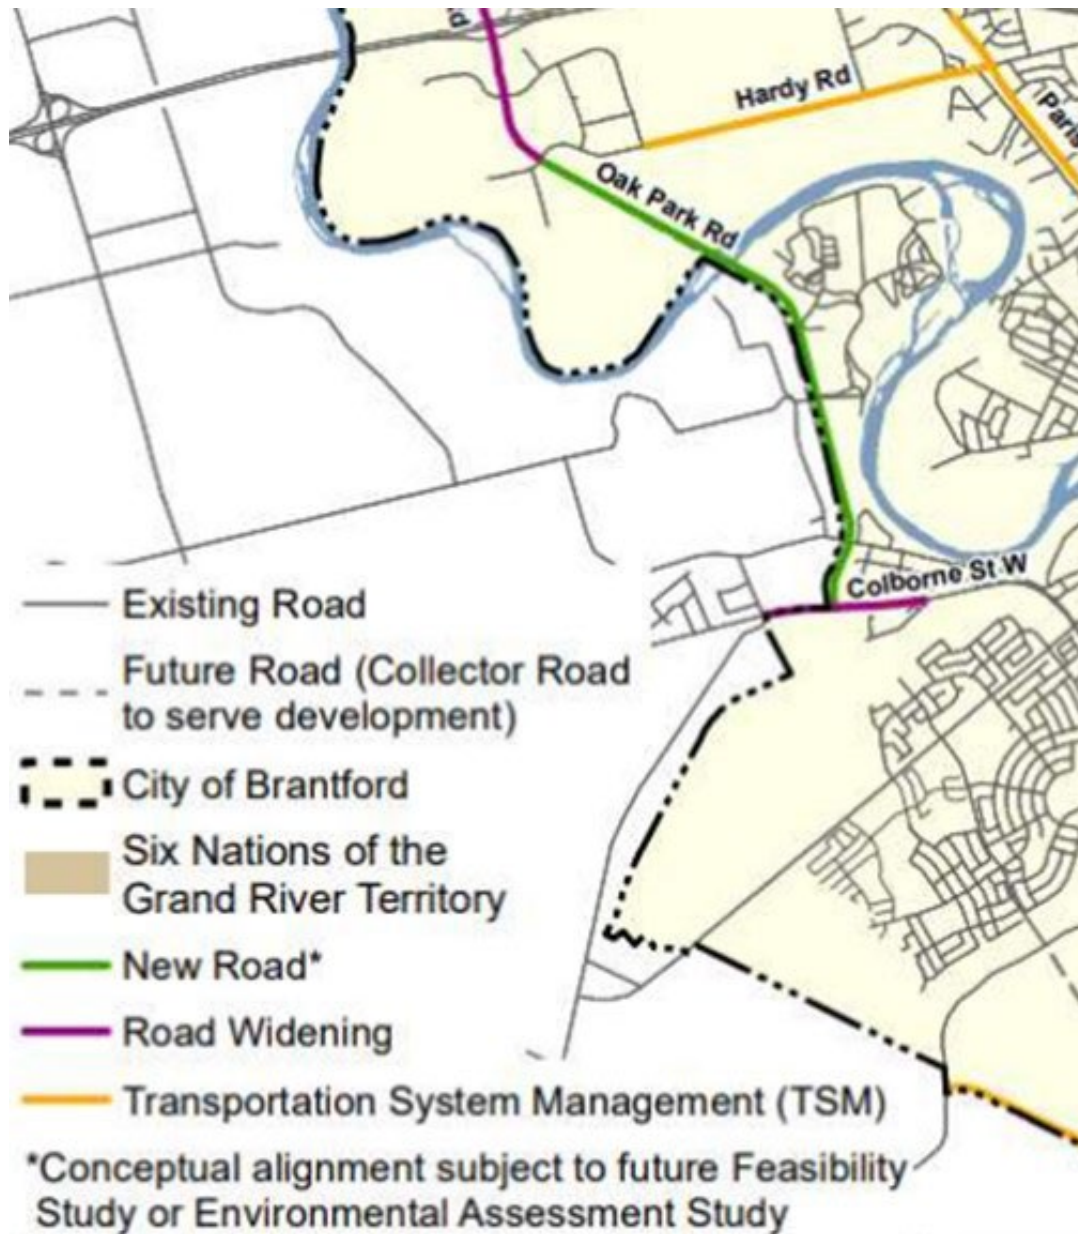 Hardy Rd
Paris
Oak Park Rd
Colborne St W
Existing Road
Future Road (Collector Road
to serve development)
City of Brantford
Six Nations of the
Grand River Territory
New Road*
Road Widening
Transportation System Management (TSM)
*Conceptual alignment subject to future Feasibility
Study or Environmental Assessment Study